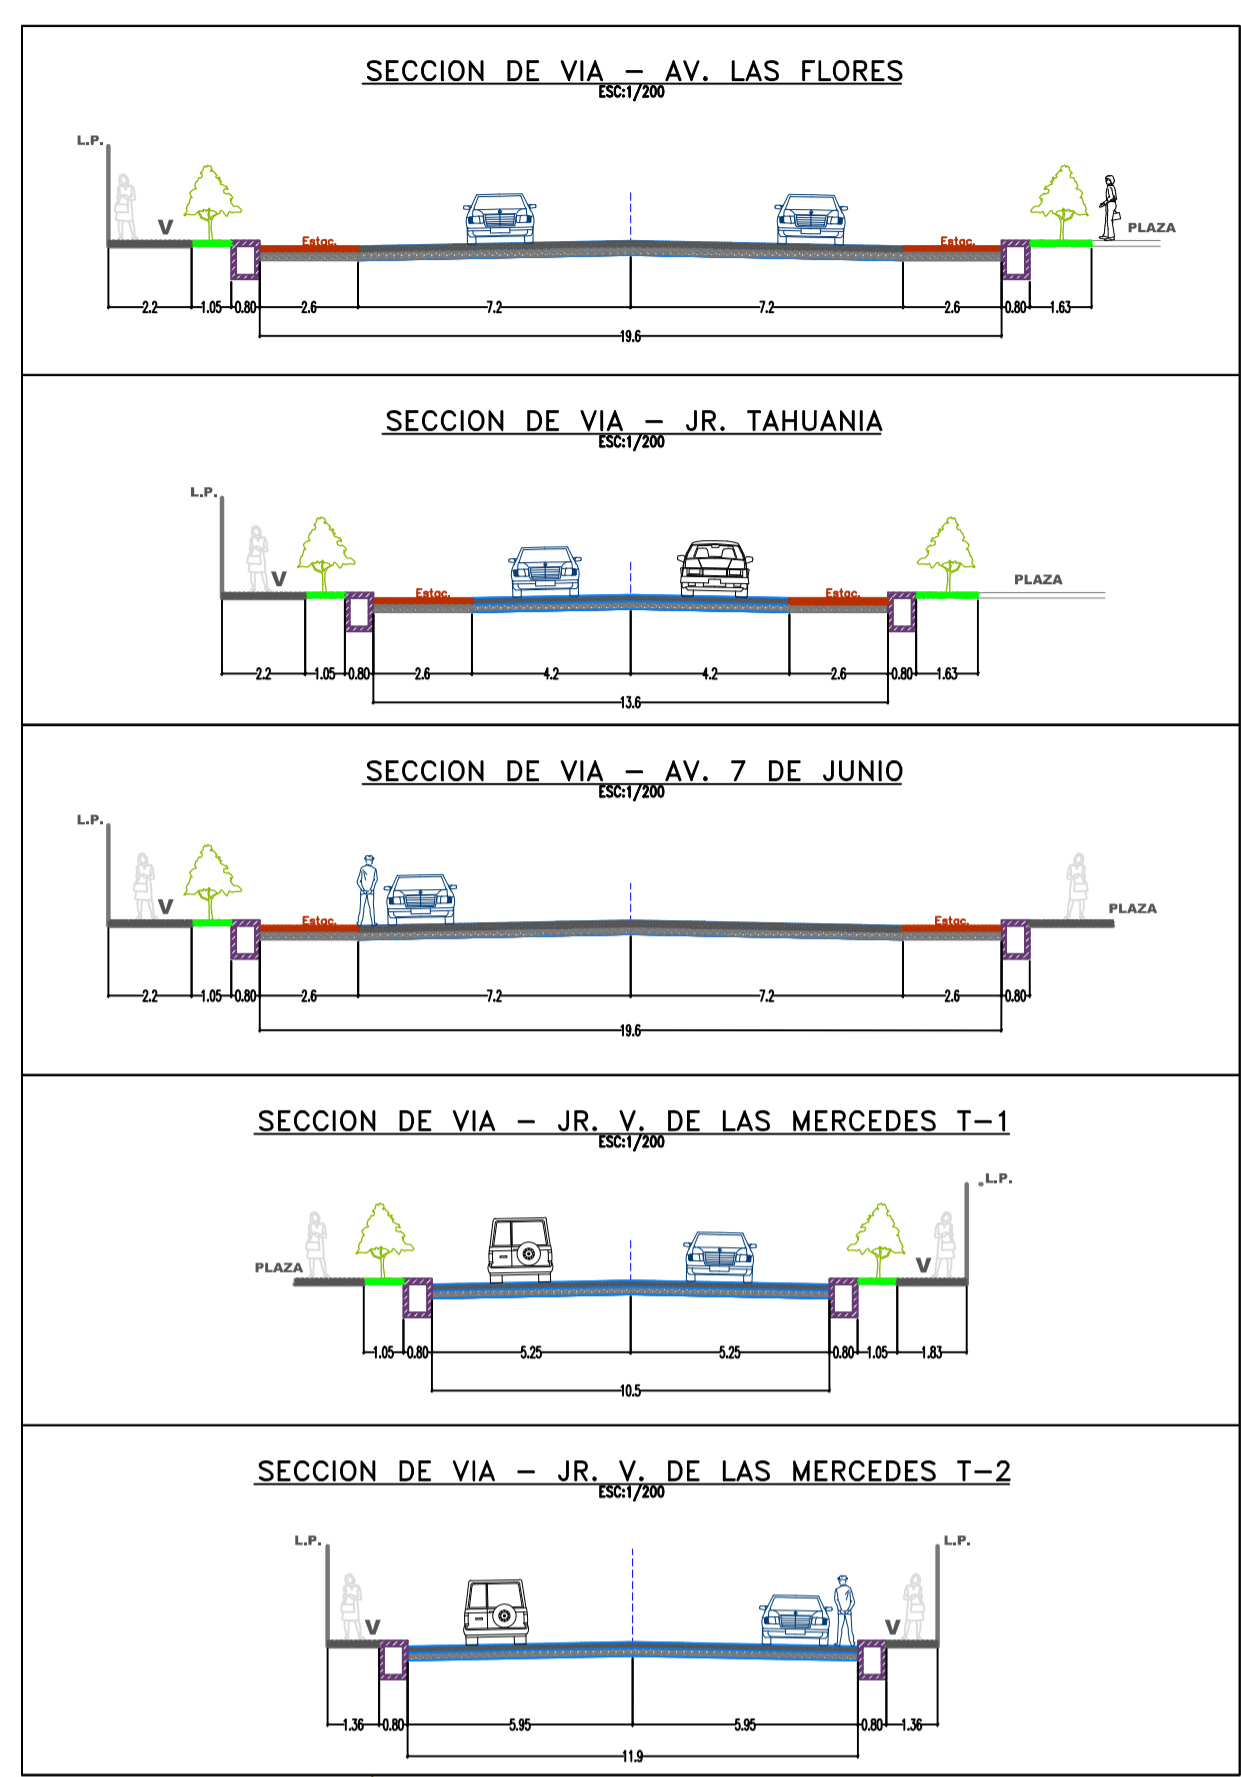 SECCION DE VIA - AV. LAS FLORES
ESC:1/200
L.P.
V Estac. Estac. PLAZA
2.2 1.05 0.80 2.6 7.2 7.2 2.6 0.80 1.63
19.6
SECCION DE VIA - JR. TAHUANIA
ESC:1/200
L.P.
V Estac. Estac. PLAZA
2.2 1.05 0.80 2.6 4.2 4.2 2.6 0.80 1.63
13.6
SECCION DE VIA - AV. 7 DE JUNIO
ESC:1/200
L.P.
V Estac. Estac. PLAZA
2.2 1.05 0.80 2.6 7.2 7.2 2.6 0.80
19.6
SECCION DE VIA - JR. V. DE LAS MERCEDES T-1
ESC:1/200
L.P.
PLAZA V
1.05 0.80 5.25 5.25 0.80 1.05 1.83
10.5
SECCION DE VIA - JR. V. DE LAS MERCEDES T-2
ESC:1/200
L.P. L.P.
V V
1.36 0.80 5.95 5.95 0.80 1.36
11.9